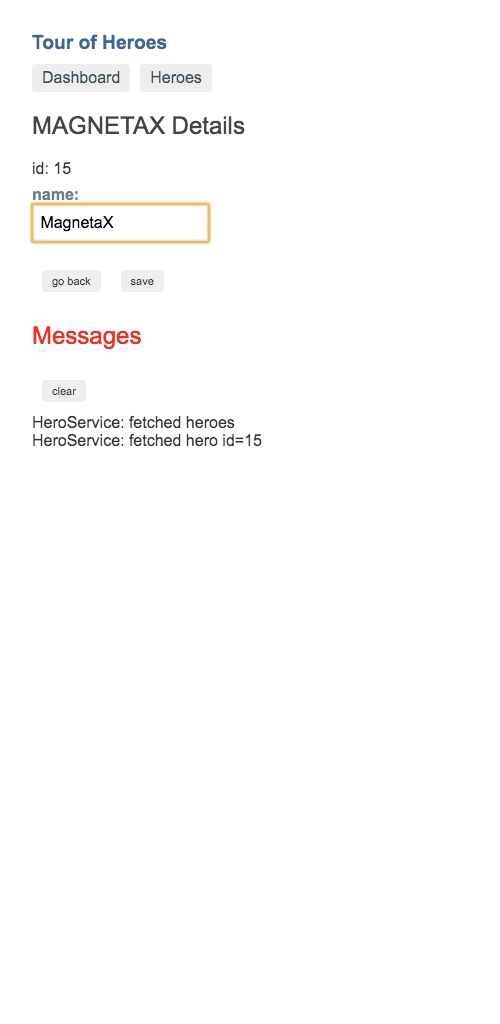 Tour of Heroes
Dashboard Heroes
MAGNETAX Details
id: 15
name:
MagnetaX
go back save
Messages
clear
HeroService: fetched heroes
HeroService: fetched hero id=15